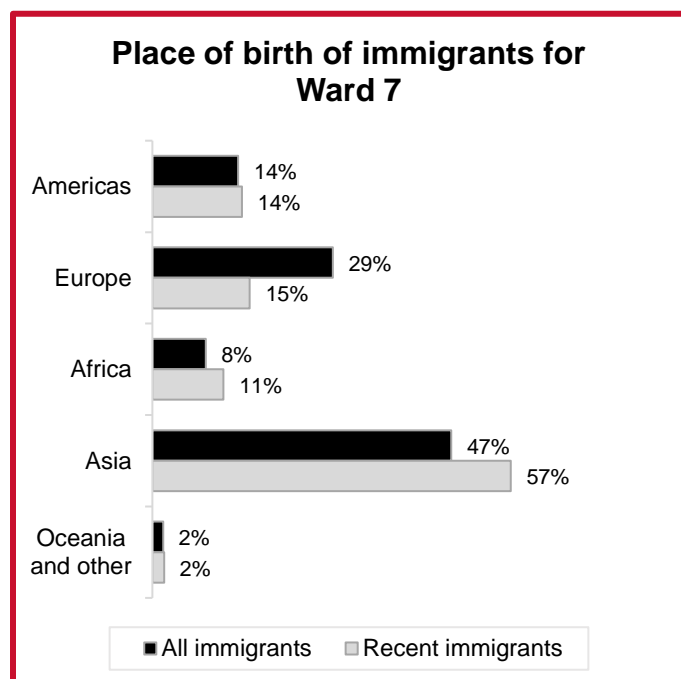 Place of birth of immigrants for
Ward 7
Americas
14%
14%
Europe
29%
15%
Africa
8%
11%
Asia
47%
57%
Oceania
and other
2%
2%
All immigrants Recent immigrants